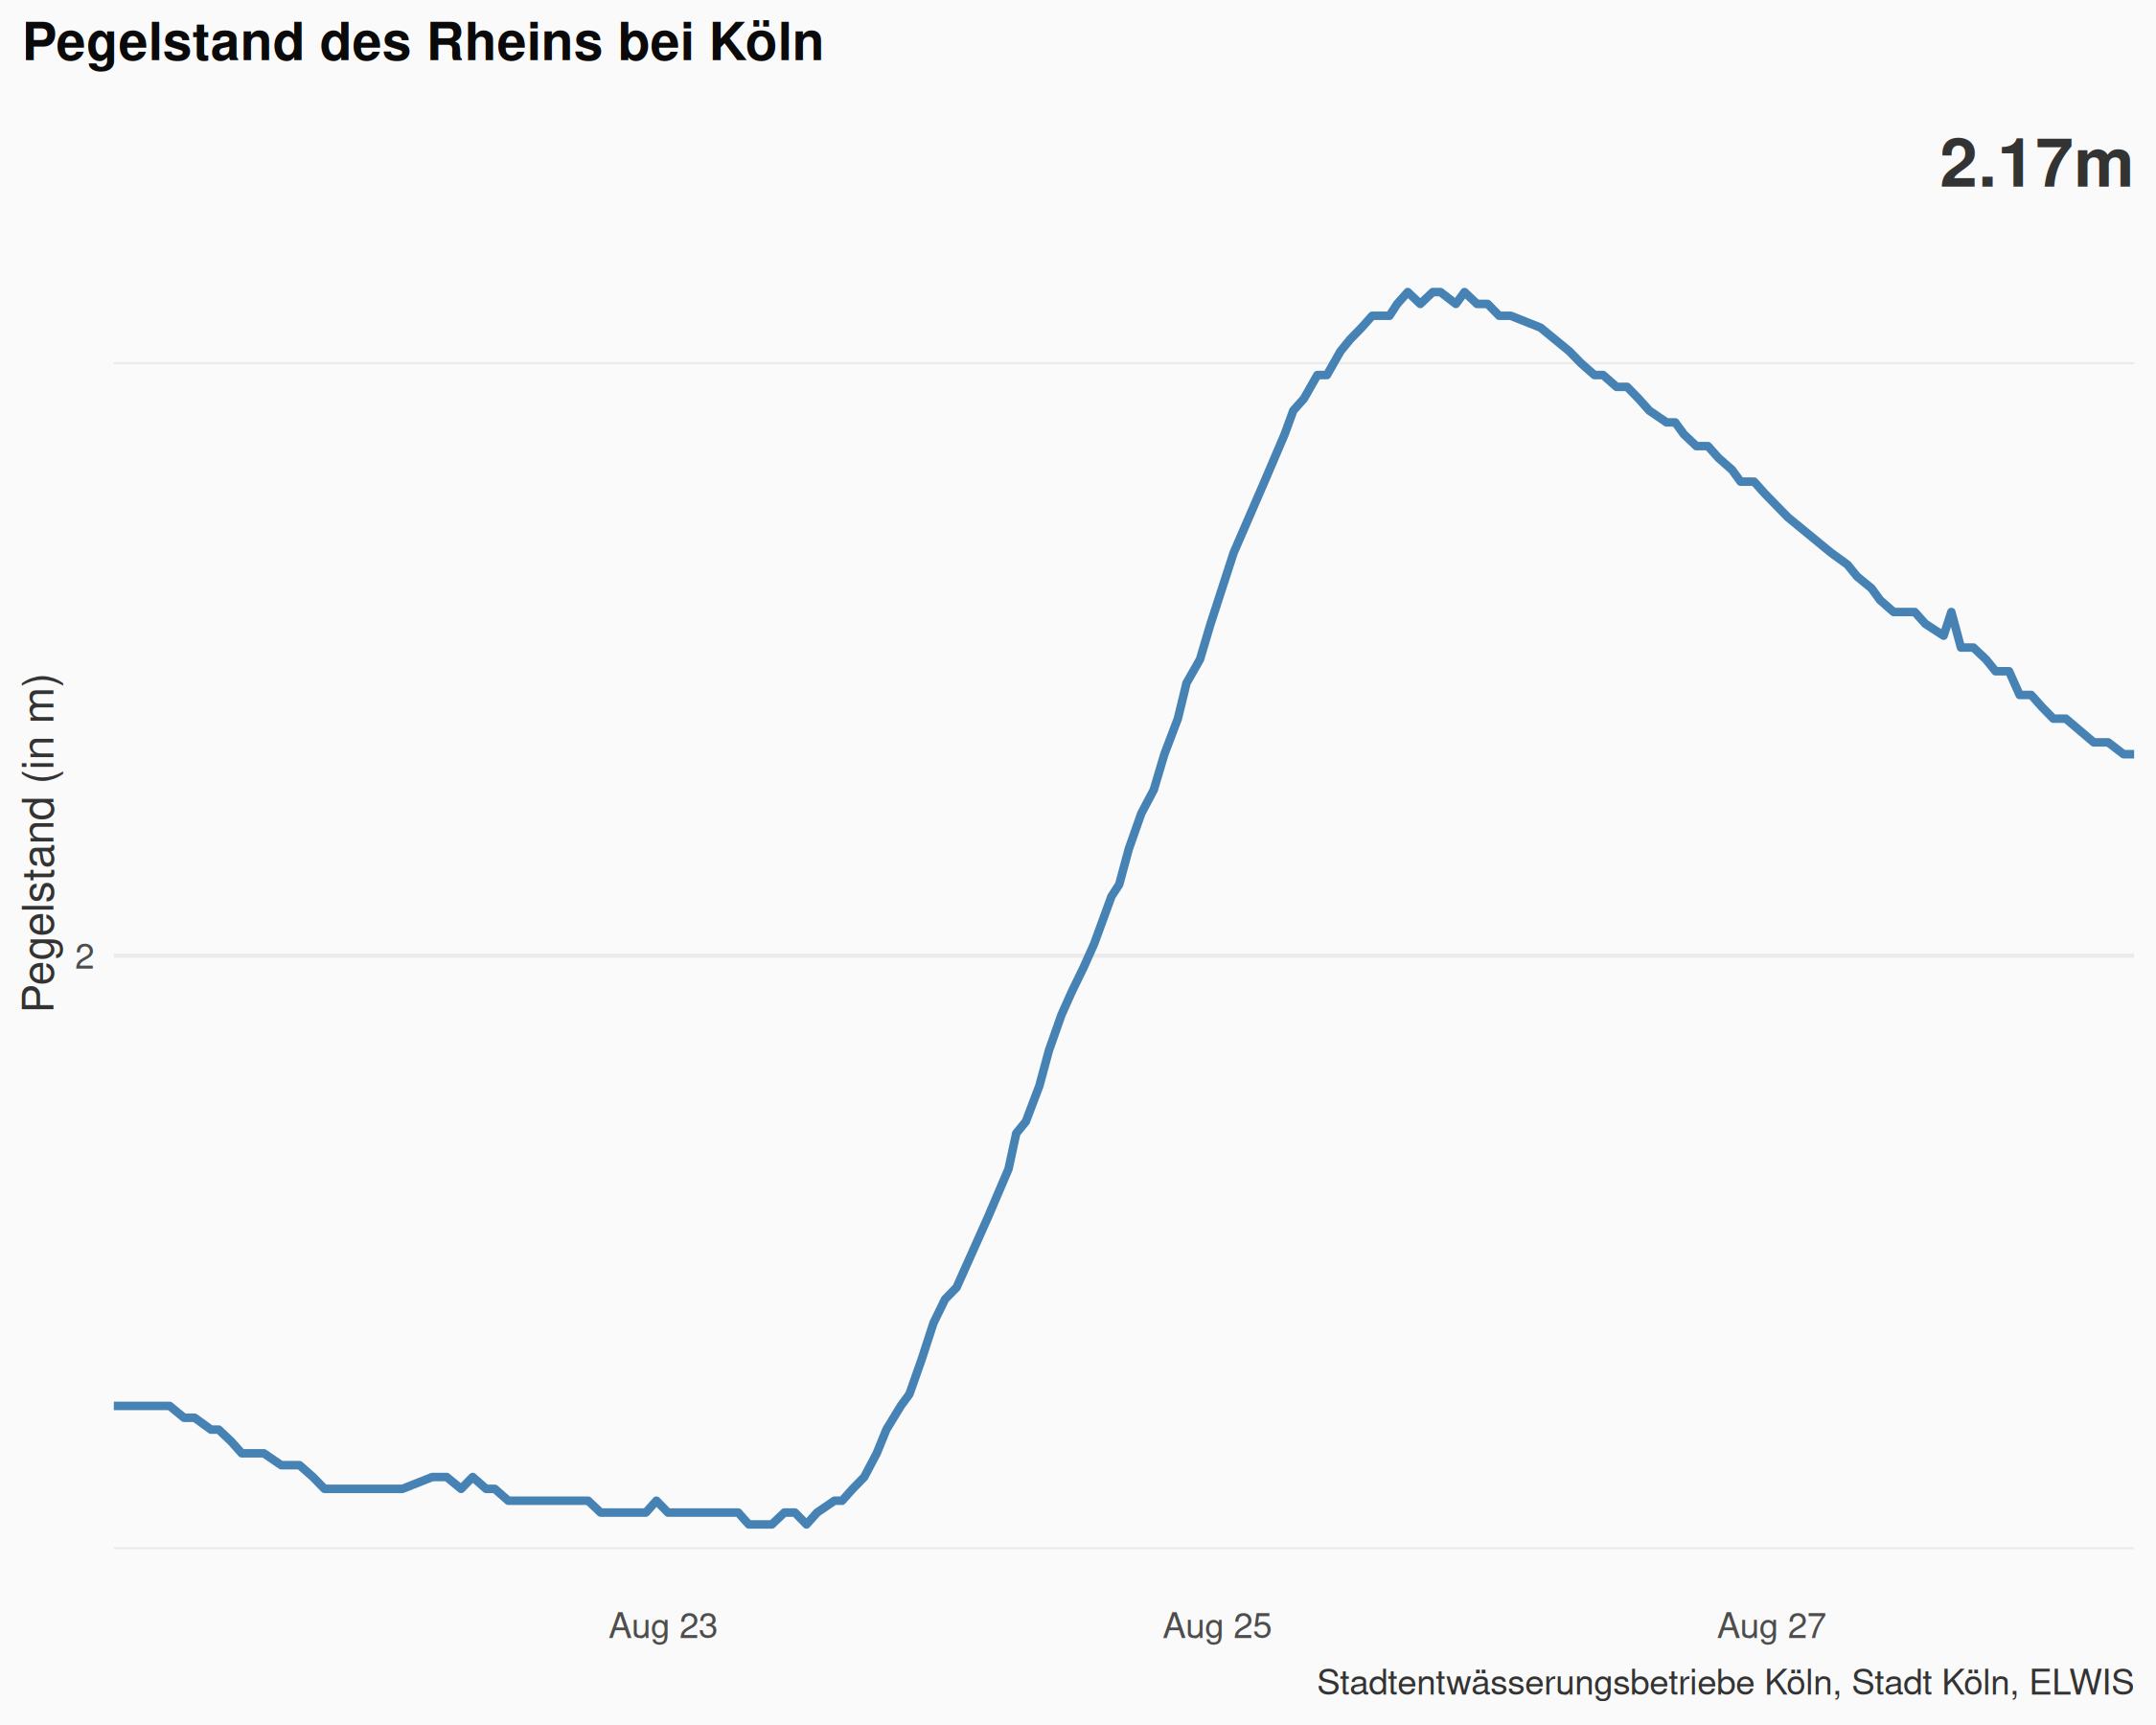 Pegelstand des Rheins bei Köln
2.17m
Pegelstand (in m)
2
Aug 23
Aug 25
Aug 27
Stadtentwässerungsbetriebe Köln, Stadt Köln, ELWIS